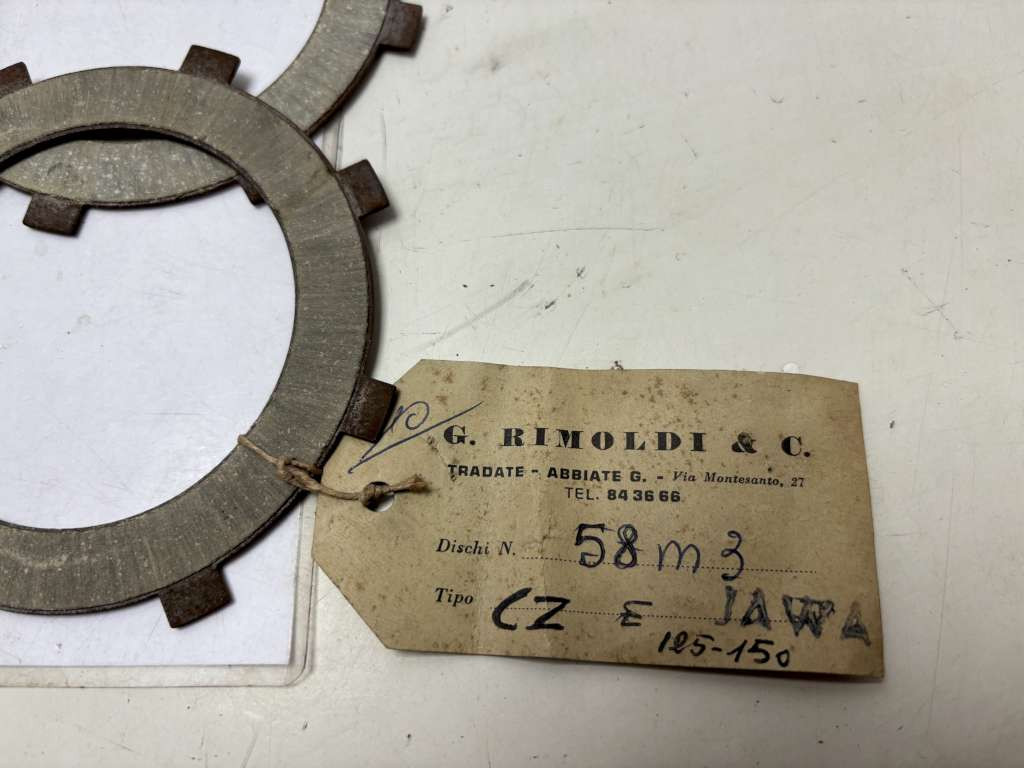 G. RIMOLDI & C.
TRADATE - ABBIATE G. - Via Montesanto, 27
TEL. 84 36 66
Dischi N. 58 m 3
Tipo CZ E JAWA
125-150